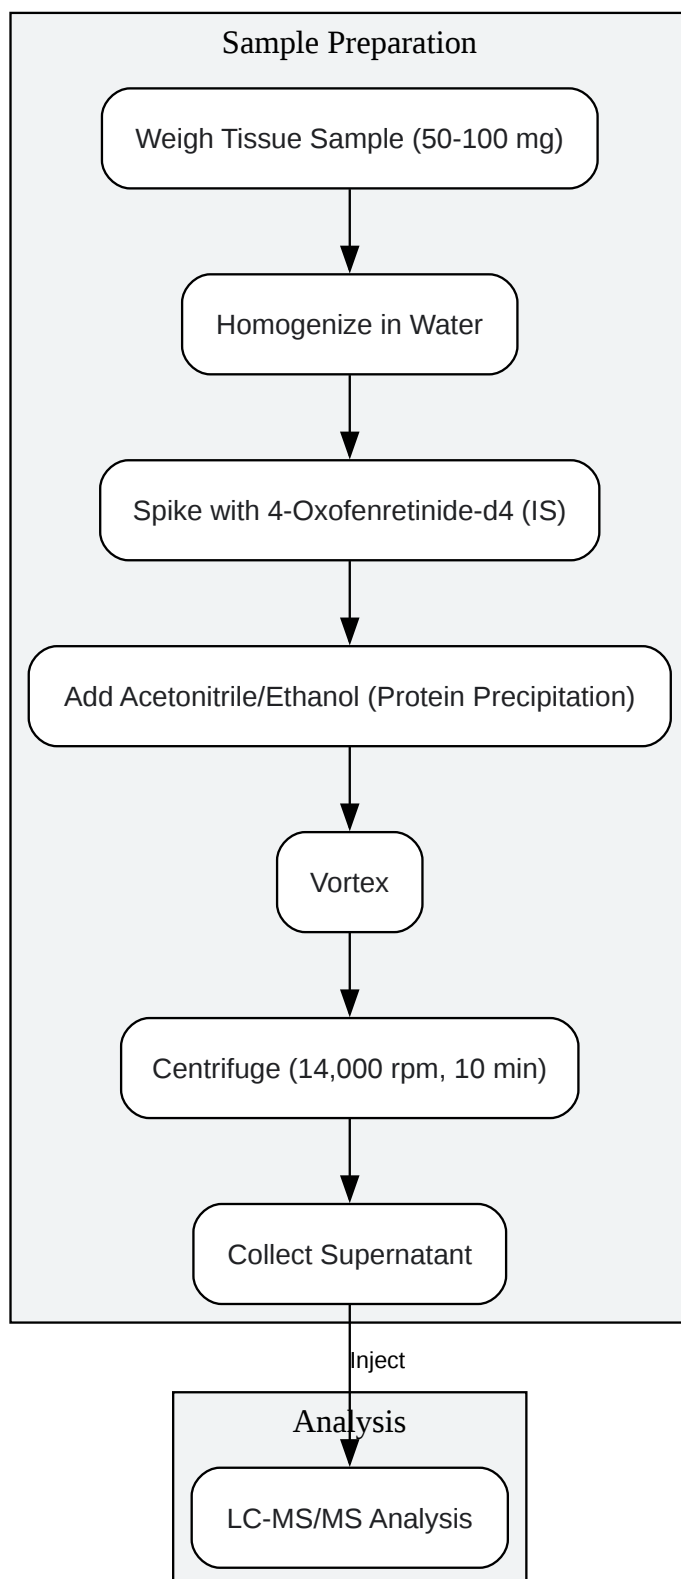 Sample Preparation
Weigh Tissue Sample (50-100 mg)
Homogenize in Water
Spike with 4-Oxofenretinide-d4 (IS)
Add Acetonitrile/Ethanol (Protein Precipitation)
Vortex
Centrifuge (14,000 rpm, 10 min)
Collect Supernatant
Inject
Analysis
LC-MS/MS Analysis